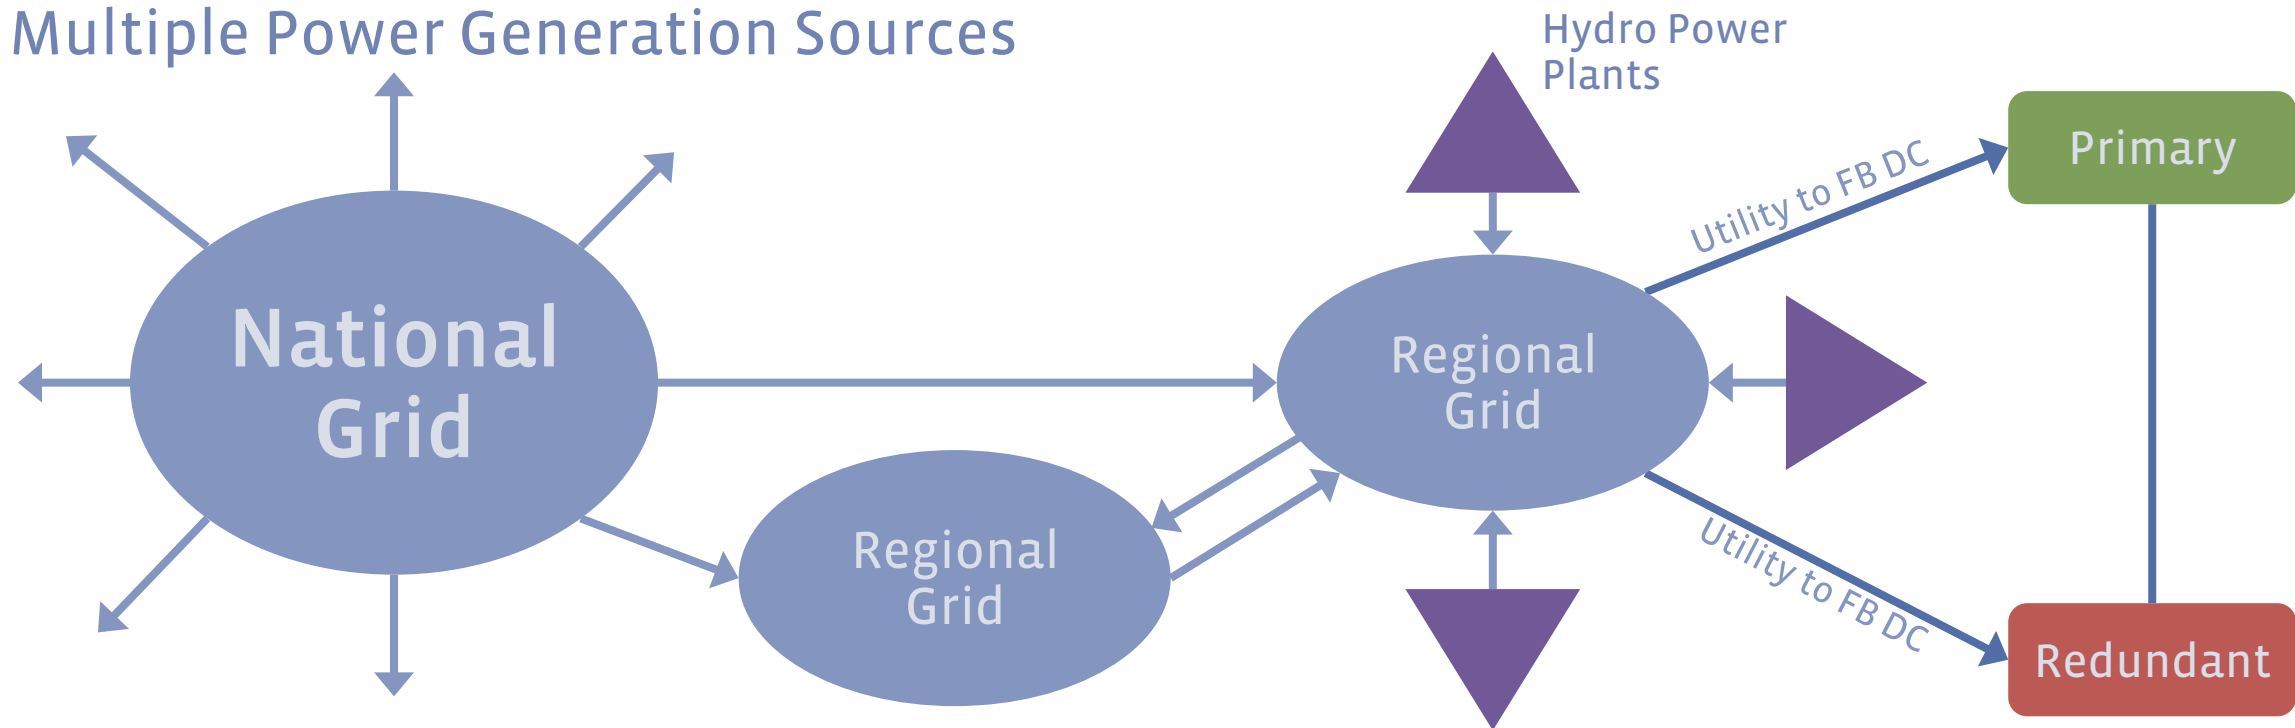 Multiple Power Generation Sources
Hydro Power
Plants
Primary
Utility to FB DC
National
Grid
Regional
Grid
Regional
Grid
Utility to FB DC
Redundant